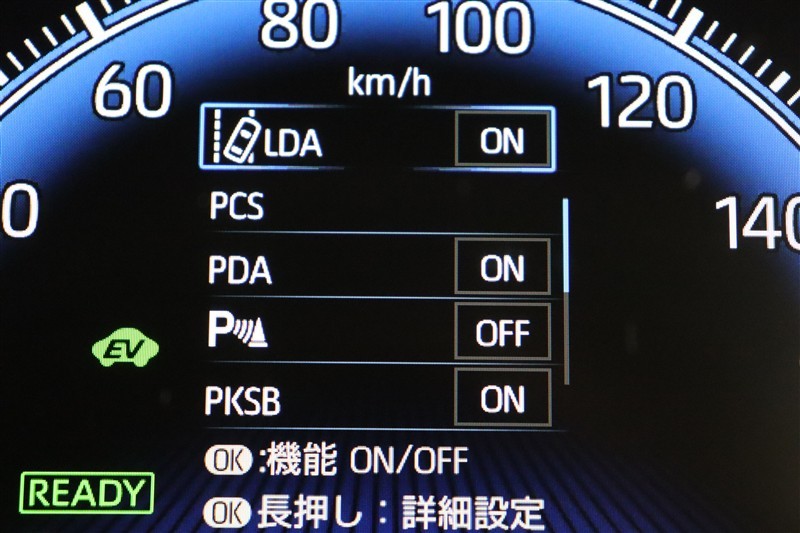 80 100
60 km/h 120
LDA ON
0 PCS 140
PDA ON
P OFF
EV
PKSB ON
OK:機能 ON/OFF
READY
OK長押し:詳細設定